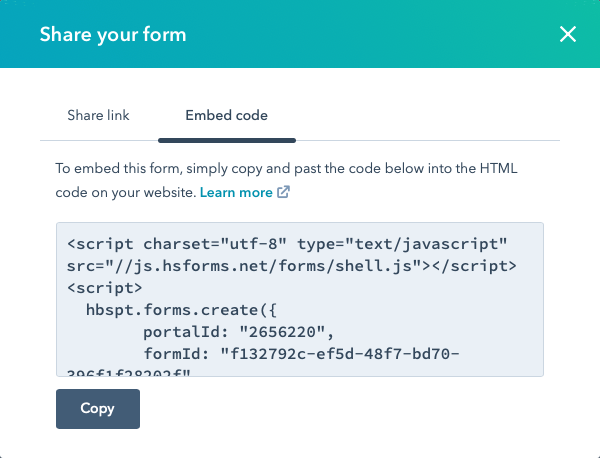 Share your form
Share link
Embed code
To embed this form, simply copy and past the code below into the HTML
code on your website. Learn more
<script charset="utf-8" type="text/javascript"
src="//js.hsforms.net/forms/shell.js"></script>
<script>
hbspt.forms.create({
portalId: "2656220",
formId: "f132792c-ef5d-48f7-bd70-
396f1f28202f"
Copy